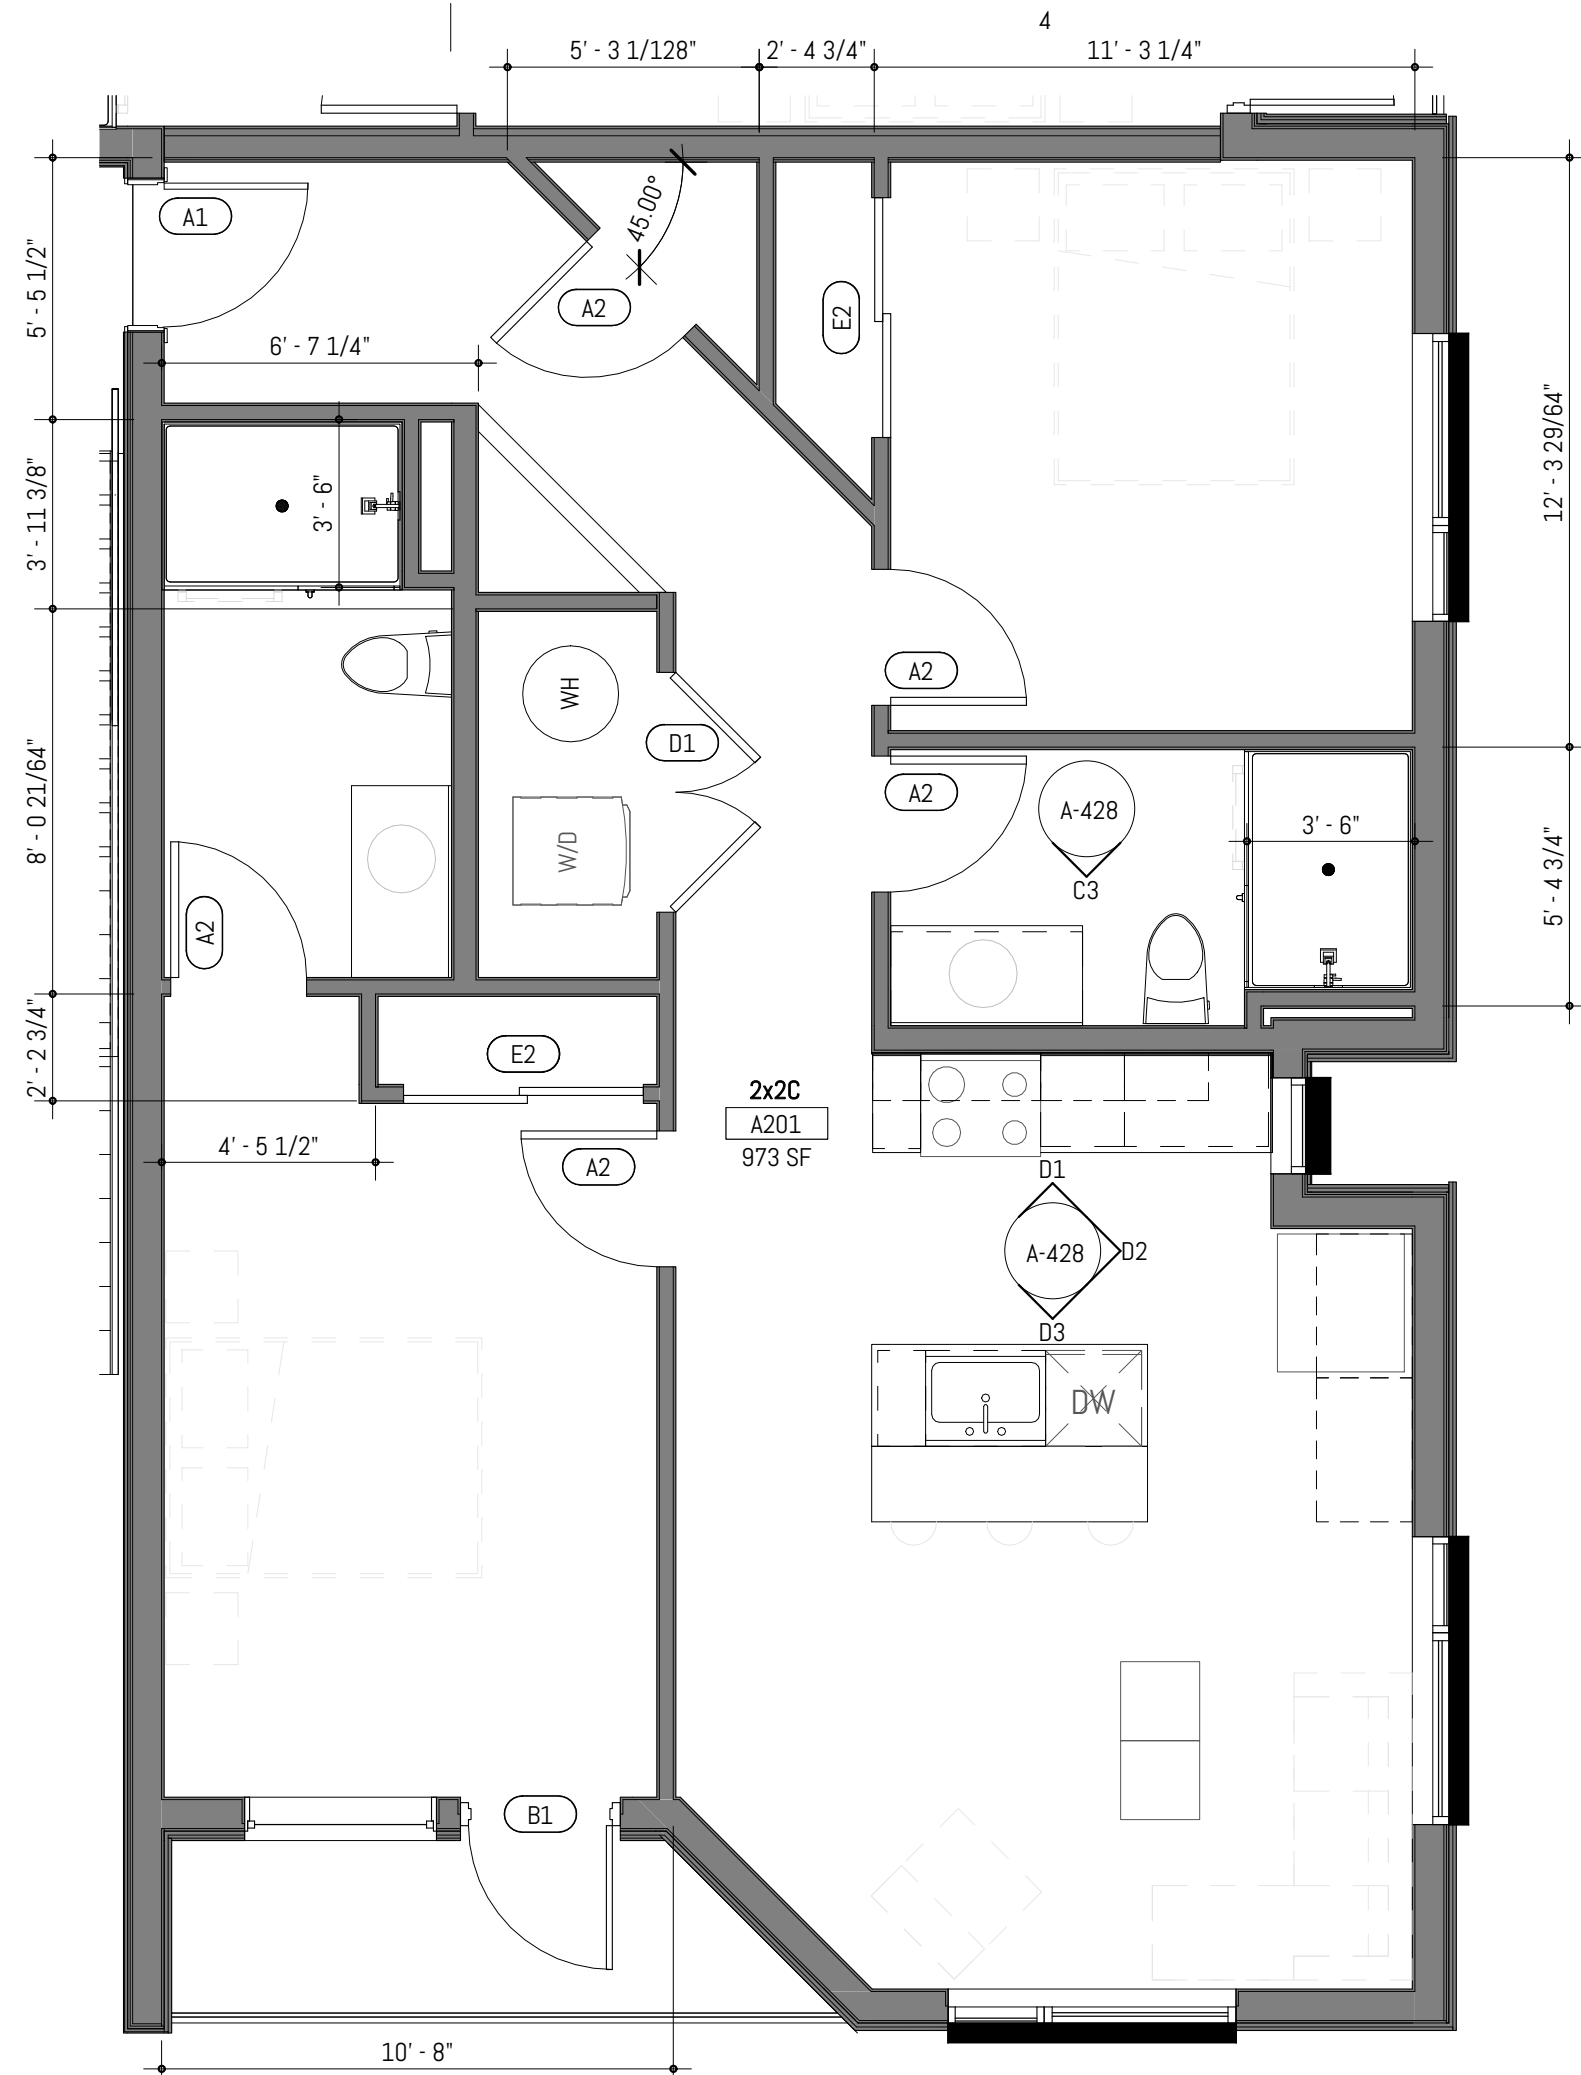 4
5' - 3 1/128"
2' - 4 3/4"
11' - 3 1/4"
A1
45.00°
5' - 5 1/2"
A2
E2
6' - 7 1/4"
12' - 3 29/64"
3' - 11 3/8"
3' - 6"
A2
WH
D1
A2
A-428
C3
3' - 6"
8' - 0 21/64"
W/D
5' - 4 3/4"
A2
E2
2' - 2 3/4"
2x2C
A201
973 SF
4' - 5 1/2"
A2
D1
A-428
D2
D3
DW
B1
10' - 8"